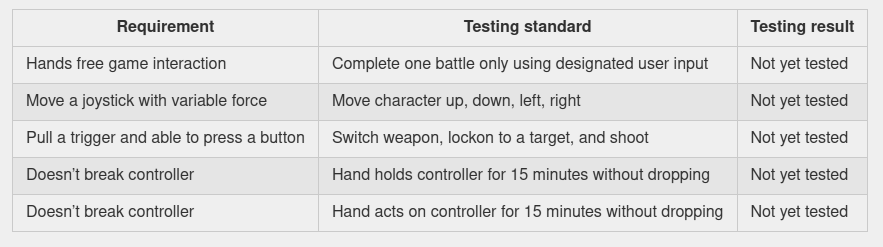 Requirement Testing standard Testing result
Hands free game interaction Complete one battle only using designated user input Not yet tested
Move a joystick with variable force Move character up, down, left, right Not yet tested
Pull a trigger and able to press a button Switch weapon, lockon to a target, and shoot Not yet tested
Doesn’t break controller Hand holds controller for 15 minutes without dropping Not yet tested
Doesn’t break controller Hand acts on controller for 15 minutes without dropping Not yet tested